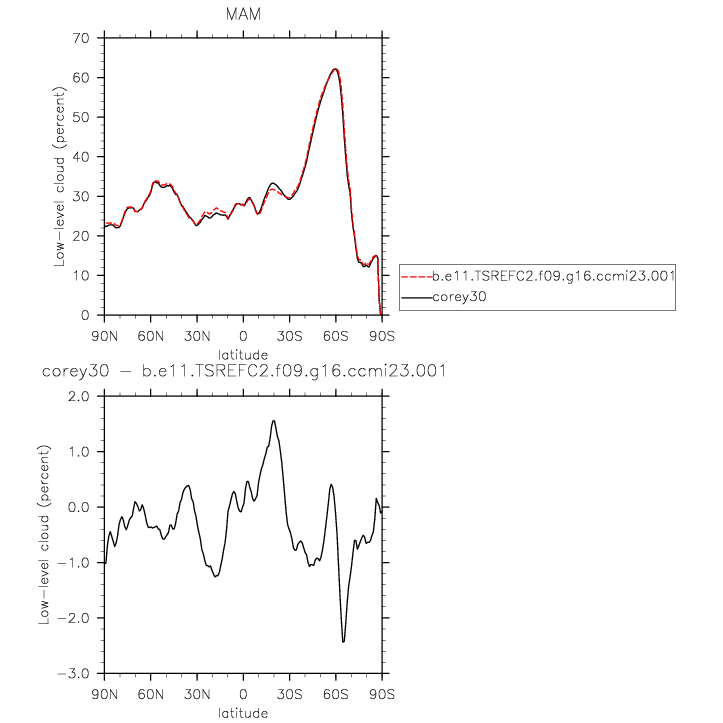 MAM
70
60
50
40
30
20
10
0
Low-level cloud (percent)
90N 60N 30N 0 30S 60S 90S
latitude
b.e11.TSREFC2.f09.g16.ccmi23.001
corey30
corey30 - b.e11.TSREFC2.f09.g16.ccmi23.001
2.0
1.0
0.0
-1.0
-2.0
-3.0
Low-level cloud (percent)
90N 60N 30N 0 30S 60S 90S
latitude